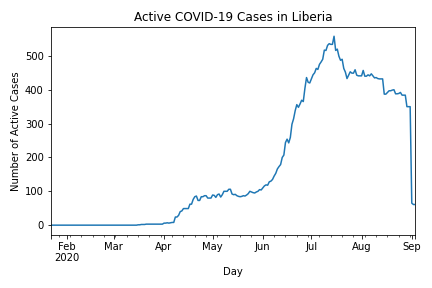 Active COVID-19 Cases in Liberia
Number of Active Cases
500
400
300
200
100
0
Feb Mar Apr May Jun Jul Aug Sep
2020
Day